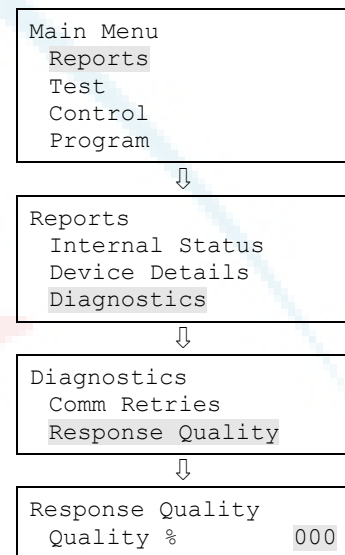 Main Menu
Reports
Test
Control
Program
⇩
Reports
Internal Status
Device Details
Diagnostics
⇩
Diagnostics
Comm Retries
Response Quality
⇩
Response Quality
Quality % 000